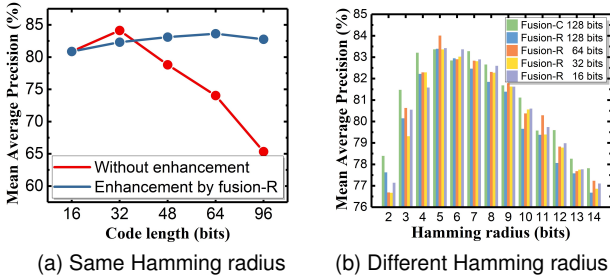 Mean Average Precision (%)
90
85
80
75
70
65
60
Without enhancement
Enhancement by fusion-R
16 32 48 64 96
Code length (bits)
(a) Same Hamming radius
Mean Average Precision (%)
84
83
82
81
80
79
78
77
76
Fusion-C 128 bits
Fusion-R 128 bits
Fusion-R 64 bits
Fusion-R 32 bits
Fusion-R 16 bits
2 3 4 5 6 7 8 9 10 11 12 13 14
Hamming radius (bits)
(b) Different Hamming radius